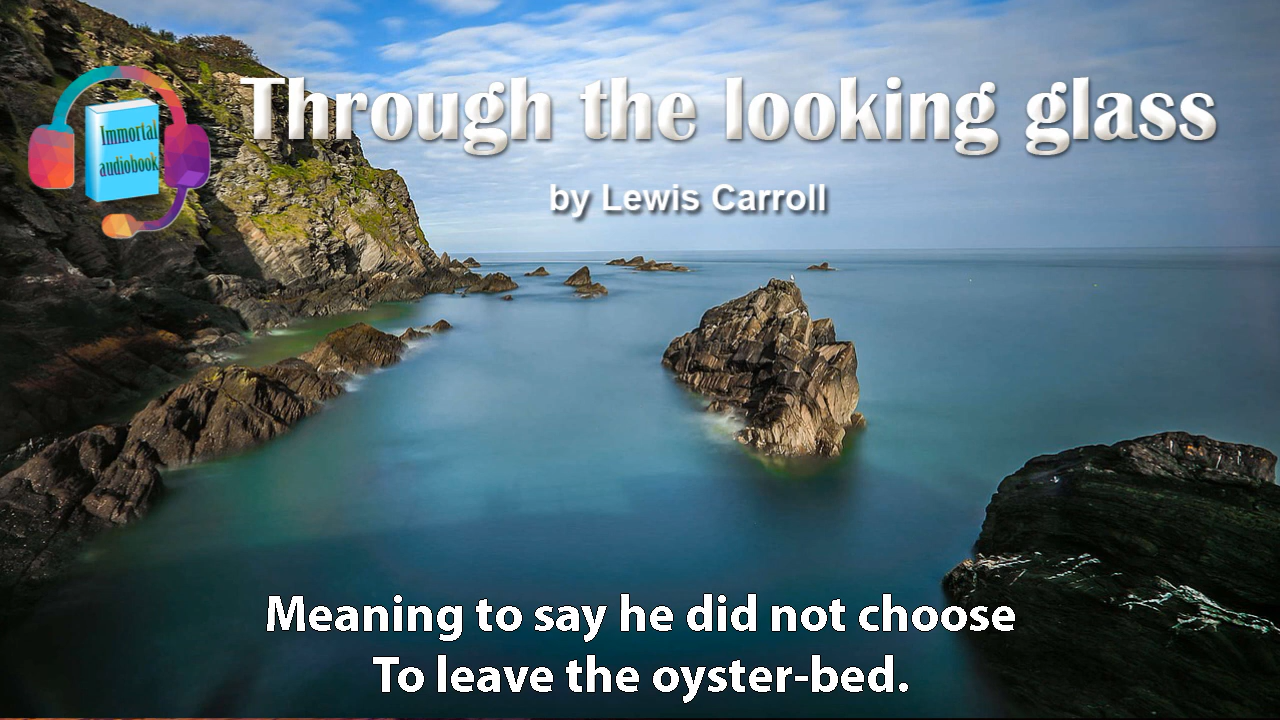 Immortal
audiobook
Through the looking glass
by Lewis Carroll
Meaning to say he did not choose
To leave the oyster-bed.